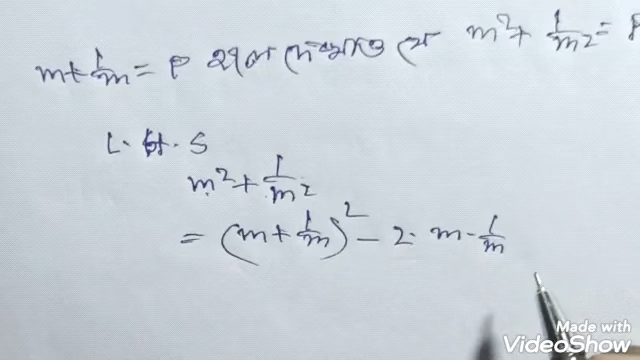 m + 1/m = p হলে দেখাও যে m² + 1/m² =
L.H.S
m² + 1/m²
= (m + 1/m)² - 2. m. 1/m
Made with
VideoShow